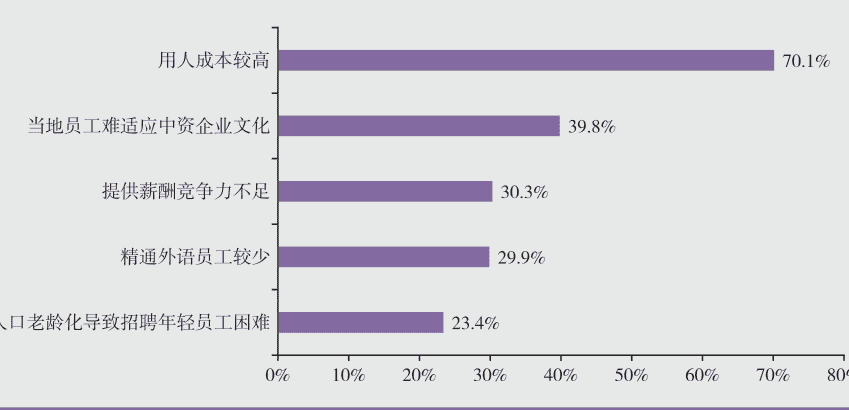 用人成本较高 70.1%
当地员工难适应中资企业文化 39.8%
提供薪酬竞争力不足 30.3%
精通外语员工较少 29.9%
人口老龄化导致招聘年轻员工困难 23.4%
0% 10% 20% 30% 40% 50% 60% 70% 80%